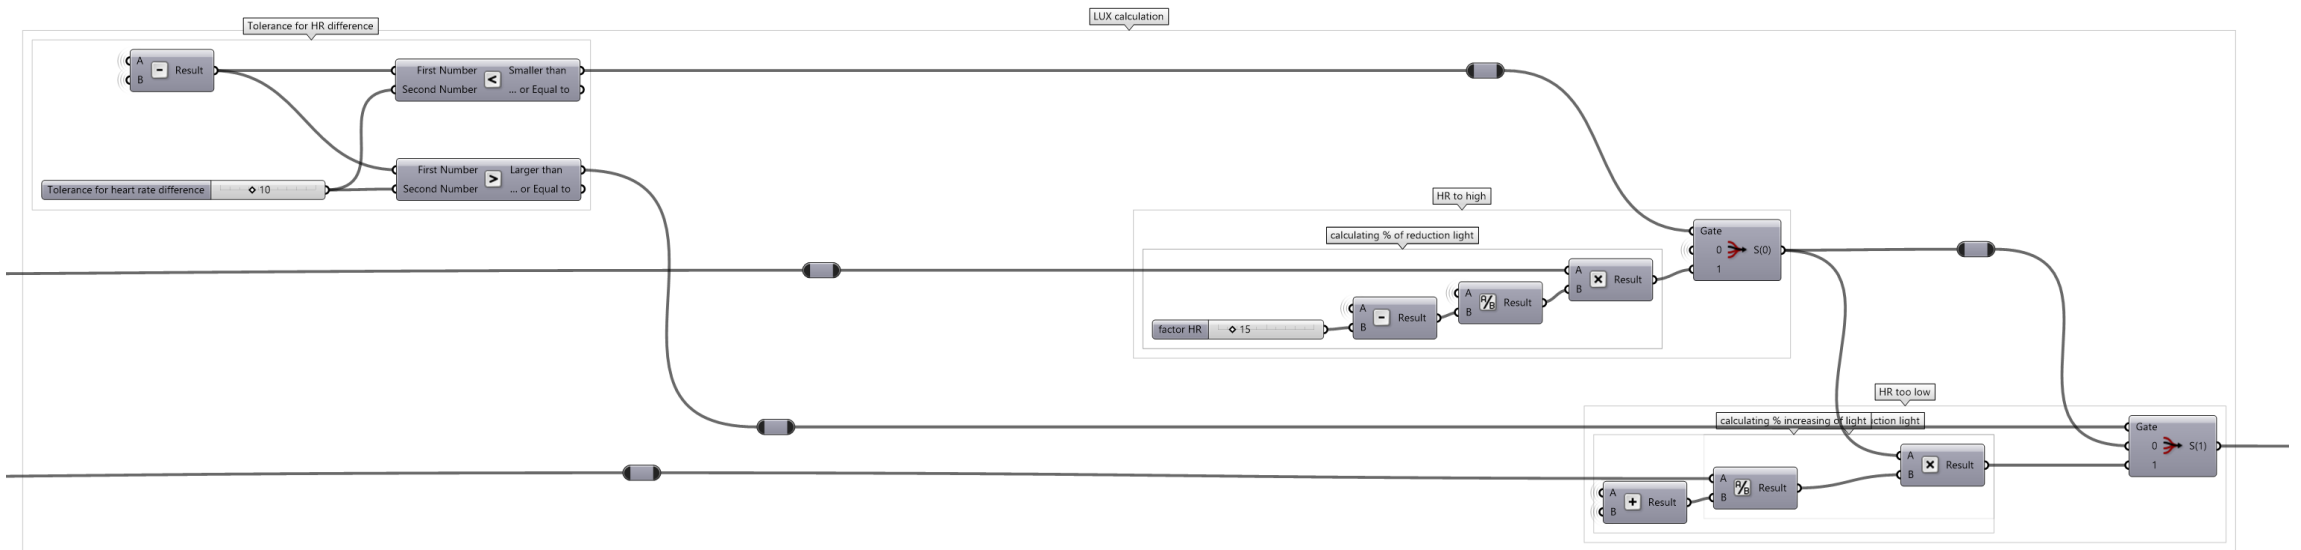 LUX calculation
Tolerance for HR difference
A
B
Result
First Number Smaller than
Second Number ... or Equal to
First Number Larger than
Second Number ... or Equal to
Tolerance for heart rate difference 10
HR to high
calculating % of reduction light
factor HR 15
A
B
Result
A
B
Result
A
B
Result
Gate
0
1
S(0)
HR too low
calculating % increasing of light
ction light
A
B
Result
A
B
Result
A
B
Result
Gate
0
1
S(1)